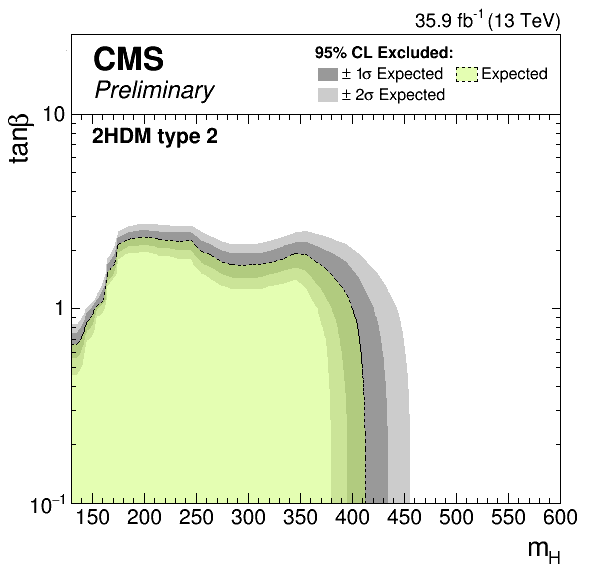 35.9 fb⁻¹ (13 TeV)
CMS
Preliminary
95% CL Excluded:
± 1σ Expected
Expected
± 2σ Expected
tanβ
10
2HDM type 2
1
10⁻¹
150 200 250 300 350 400 450 500 550 600
m_H